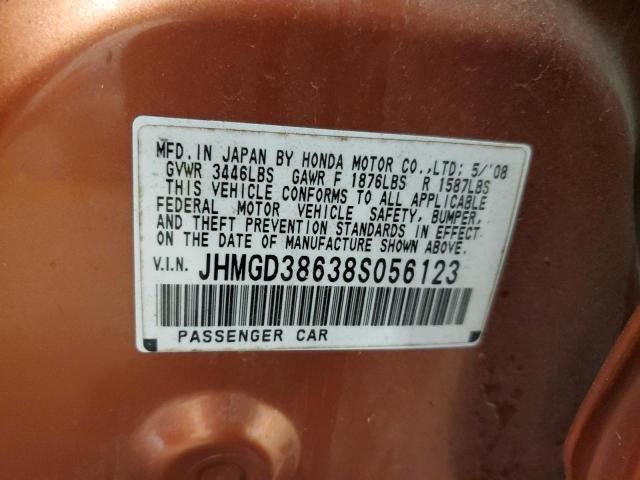 MFD. IN JAPAN BY HONDA MOTOR CO.,LTD; 5/'08
GVWR 3446LBS GAWR F 1876LBS R 1587LBS
THIS VEHICLE CONFORMS TO ALL APPLICABLE
FEDERAL MOTOR VEHICLE SAFETY, BUMPER,
AND THEFT PREVENTION STANDARDS IN EFFECT
ON THE DATE OF MANUFACTURE SHOWN ABOVE.
V.I.N. JHMGD38638S056123
PASSENGER CAR